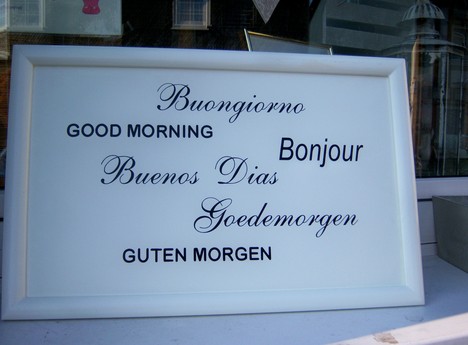 Buongiorno
GOOD MORNING
Bonjour
Buenos Dias
Goedemorgen
GUTEN MORGEN